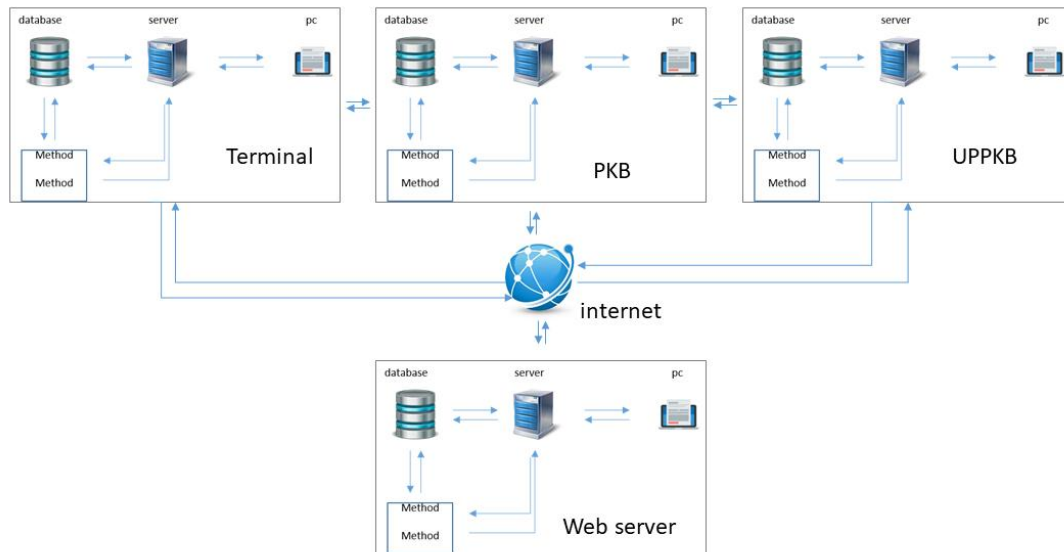 database server pc
Method
Method
Terminal
database server pc
Method
Method
PKB
database server pc
Method
Method
UPPKB
internet
database server pc
Method
Method
Web server